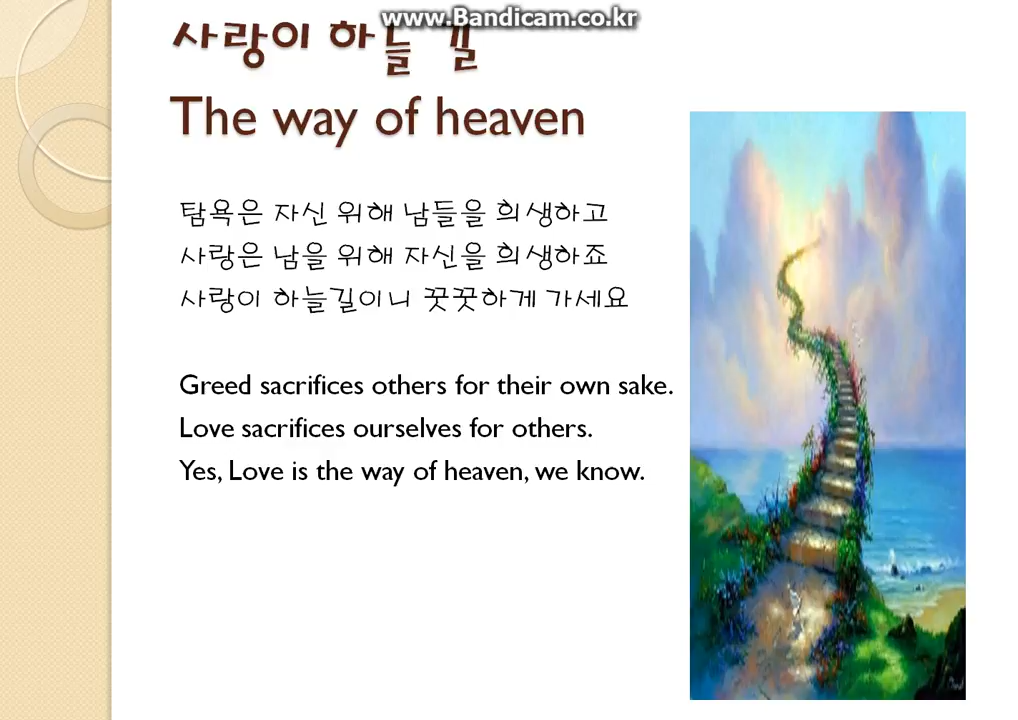 www.Bandicam.co.kr
사랑이 하늘 길
The way of heaven
탐욕은 자신 위해 남들을 희생하고
사랑은 남을 위해 자신을 희생하죠
사랑이 하늘길이니 꿋꿋하게 가세요
Greed sacrifices others for their own sake.
Love sacrifices ourselves for others.
Yes, Love is the way of heaven, we know.